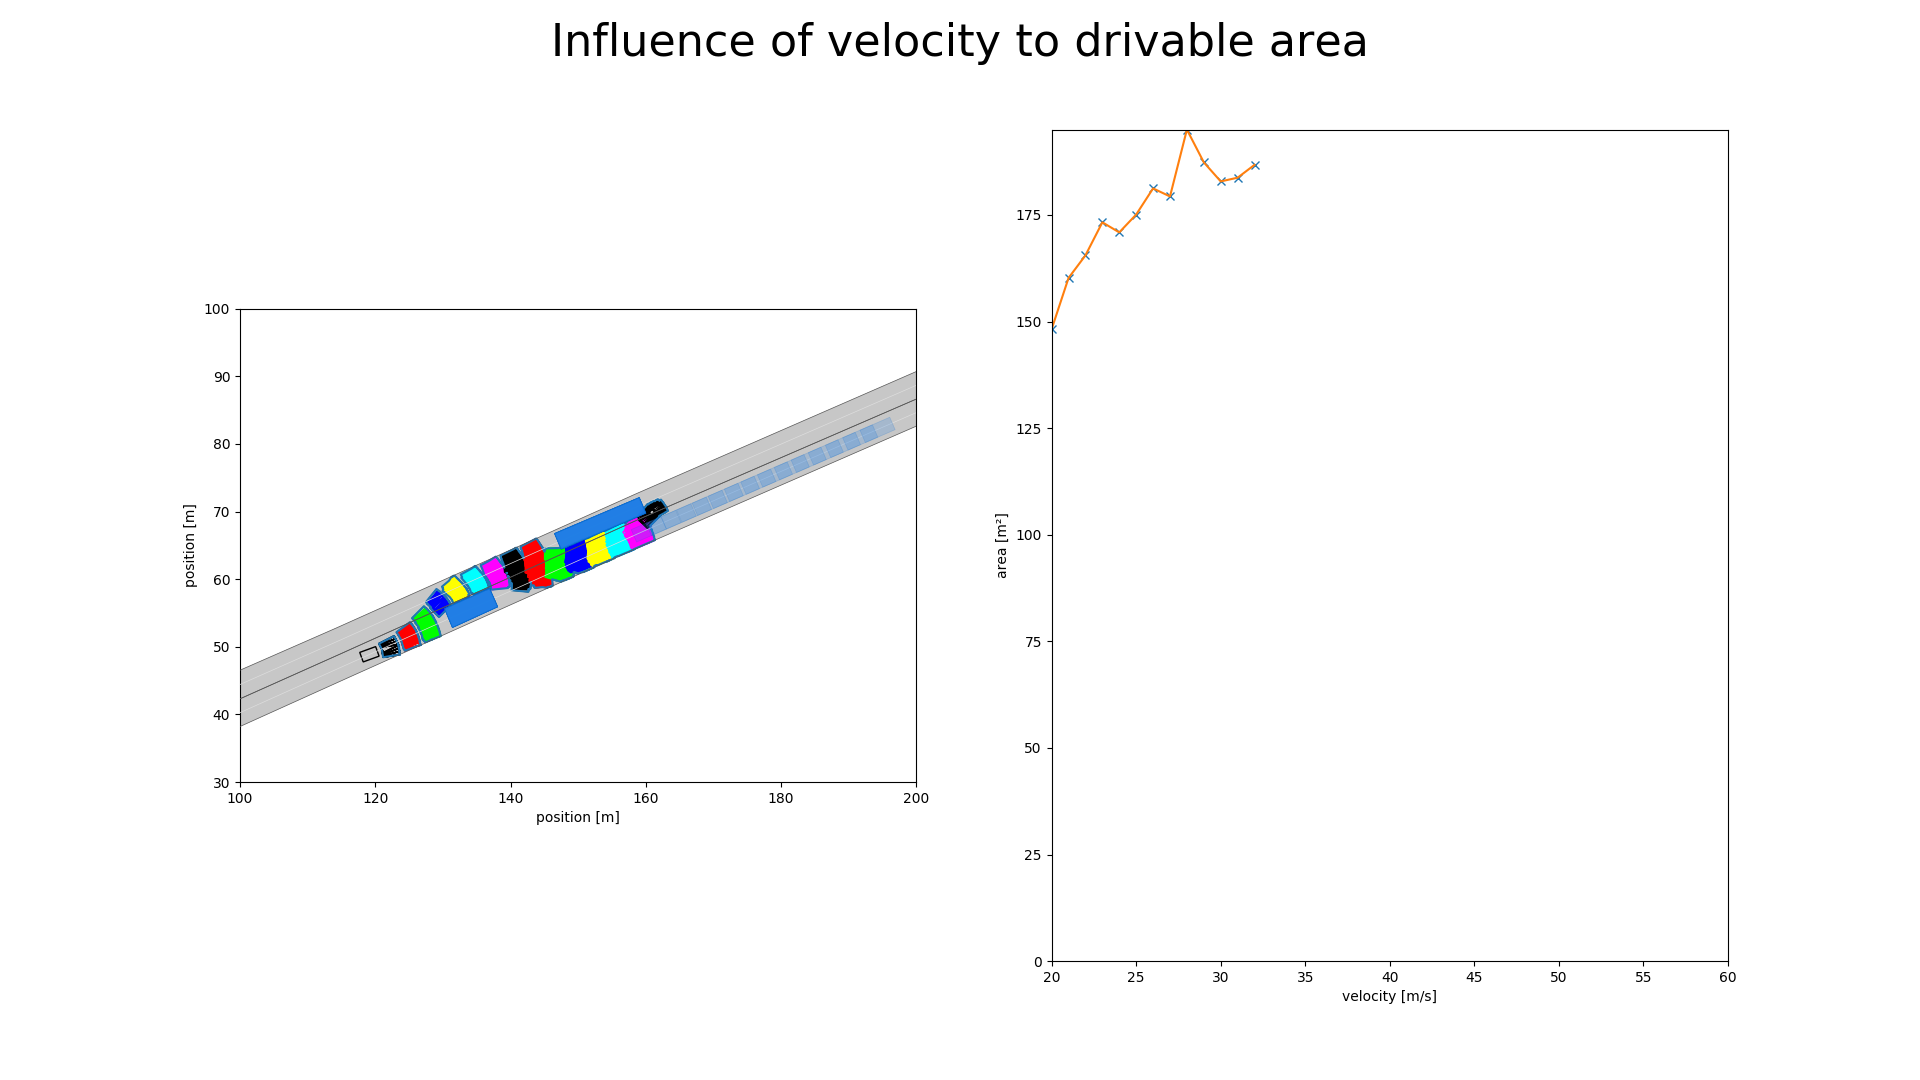 Influence of velocity to drivable area
100
90
80
70
60
50
40
30
position [m]
100 120 140 160 180 200
position [m]
175
150
125
100
75
50
25
0
area [m²]
20 25 30 35 40 45 50 55 60
velocity [m/s]